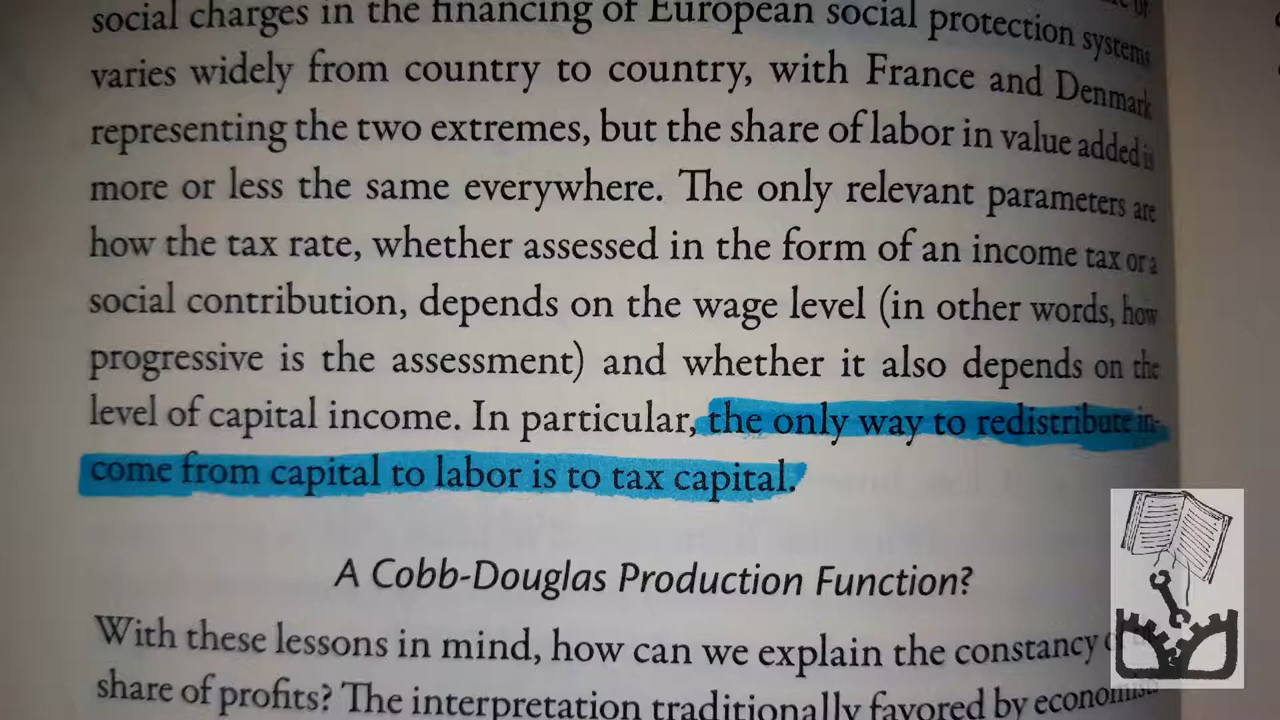 social charges in the financing of European social protection systems
varies widely from country to country, with France and Denmark
representing the two extremes, but the share of labor in value added is
more or less the same everywhere. The only relevant parameters are
how the tax rate, whether assessed in the form of an income tax or a
social contribution, depends on the wage level (in other words, how
progressive is the assessment) and whether it also depends on the
level of capital income. In particular, the only way to redistribute in-
come from capital to labor is to tax capital.
A Cobb-Douglas Production Function?
With these lessons in mind, how can we explain the constancy
share of profits? The interpretation traditionally favored by economists